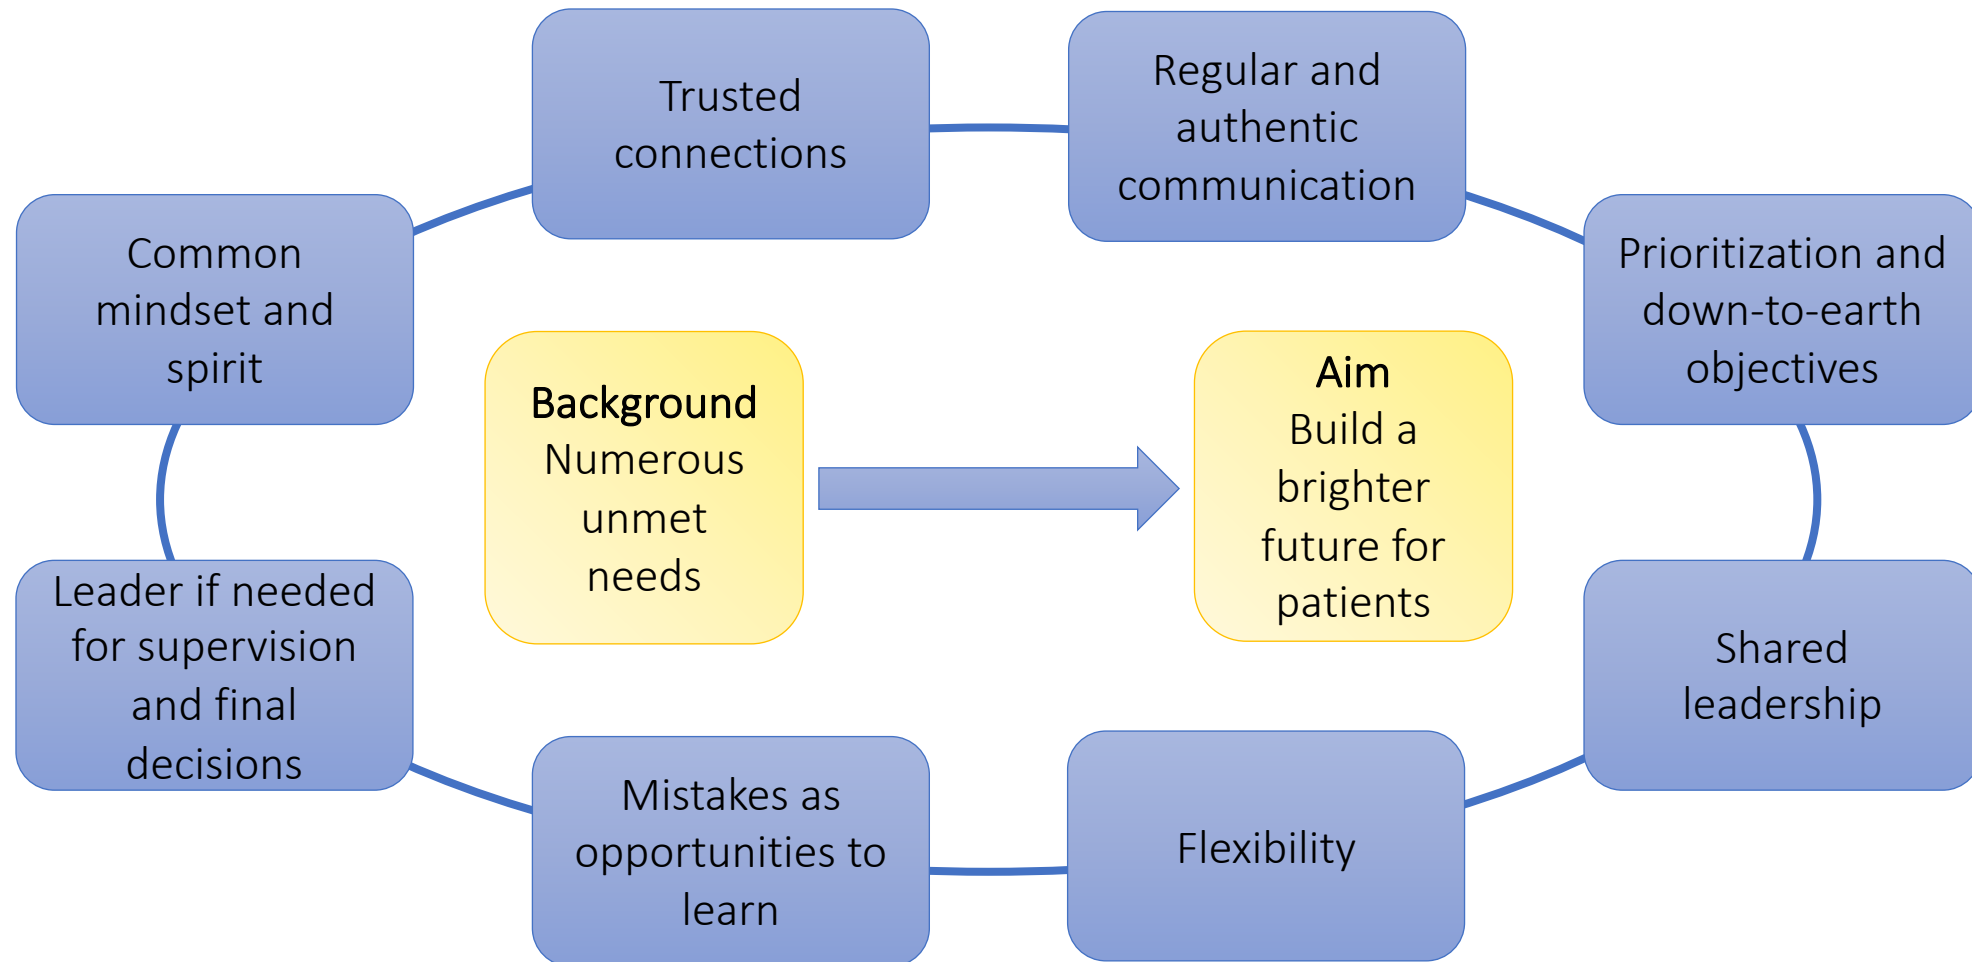 Trusted
connections
Regular and
authentic
communication
Common
mindset and
spirit
Prioritization and
down-to-earth
objectives
Background
Numerous
unmet
needs
Aim
Build a
brighter
future for
patients
Leader if needed
for supervision
and final
decisions
Shared
leadership
Mistakes as
opportunities to
learn
Flexibility